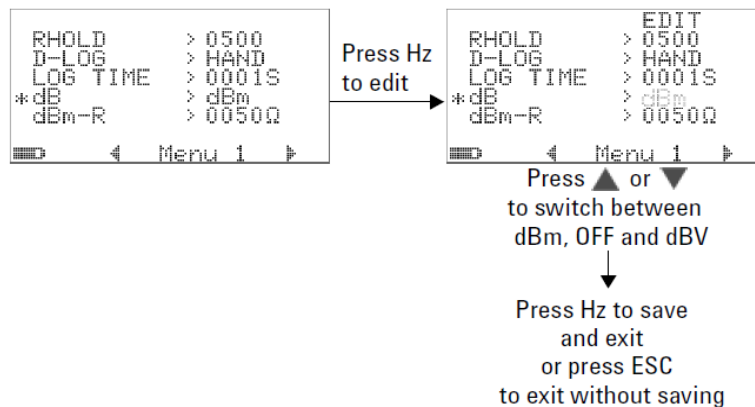 RHOLD > 0500
D-LOG > HAND
LOG TIME > 0001S
*dB > dBm
dBm-R > 0050Ω
Menu 1
Press Hz
to edit
EDIT
RHOLD > 0500
D-LOG > HAND
LOG TIME > 0001S
*dB > dBm
dBm-R > 0050Ω
Menu 1
Press ▲ or ▼
to switch between
dBm, OFF and dBV
Press Hz to save
and exit
or press ESC
to exit without saving